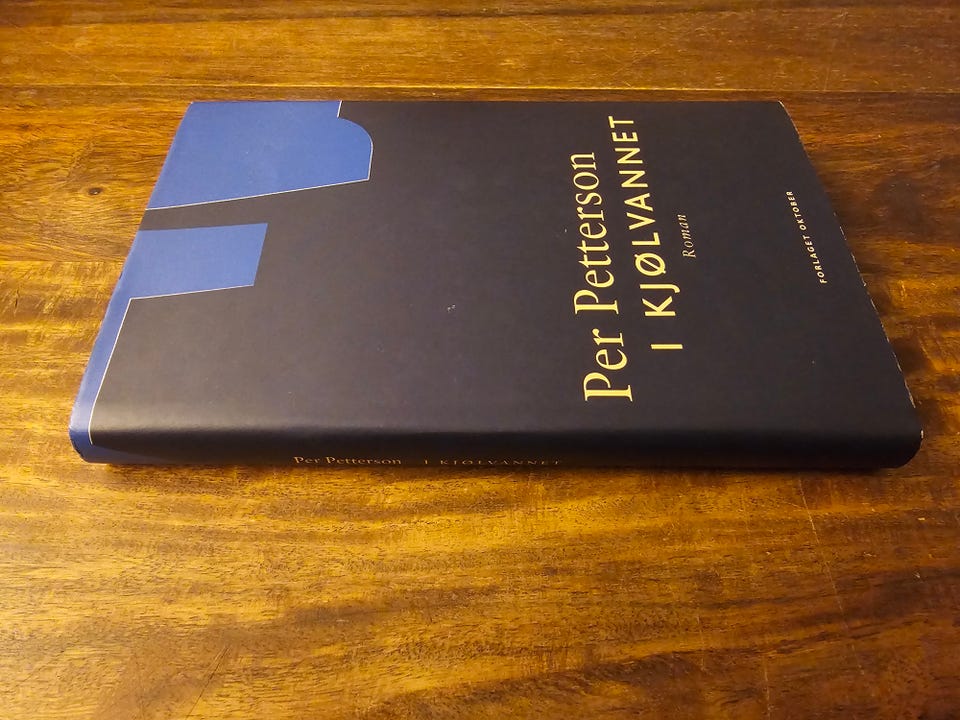 Per Petterson
I KJØLVANNET
Roman
FORLAGET OKTOBER
Per Petterson I KJØLVANNET